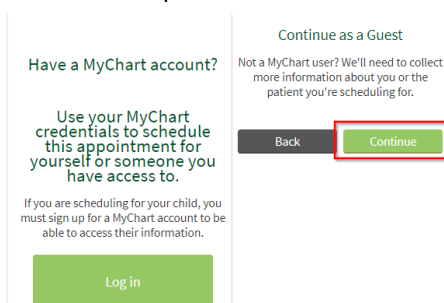 Have a MyChart account?
Use your MyChart
credentials to schedule
this appointment for
yourself or someone you
have access to.
If you are scheduling for your child, you
must sign up for a MyChart account to be
able to access their information.
Log in
Continue as a Guest
Not a MyChart user? We'll need to collect
more information about you or the
patient you're scheduling for.
Back
Continue